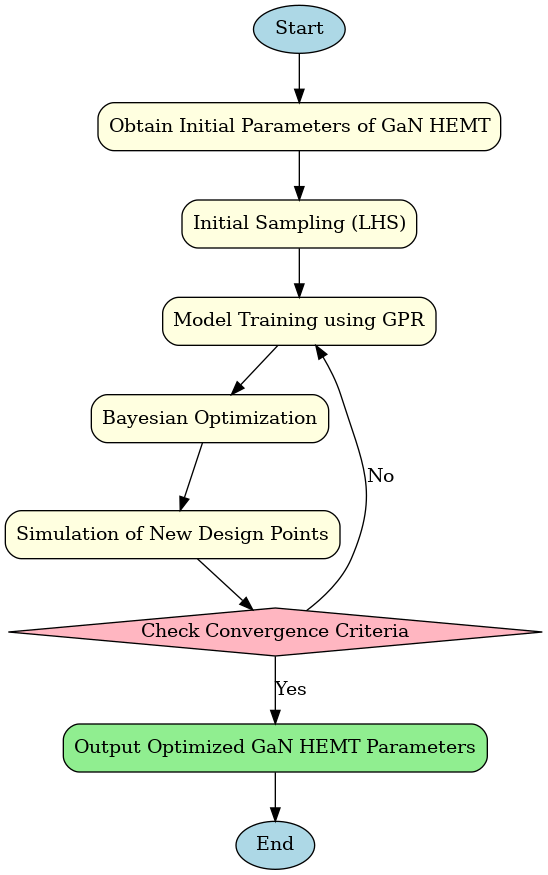 Start
Obtain Initial Parameters of GaN HEMT
Initial Sampling (LHS)
Model Training using GPR
Bayesian Optimization
No
Simulation of New Design Points
Check Convergence Criteria
Yes
Output Optimized GaN HEMT Parameters
End